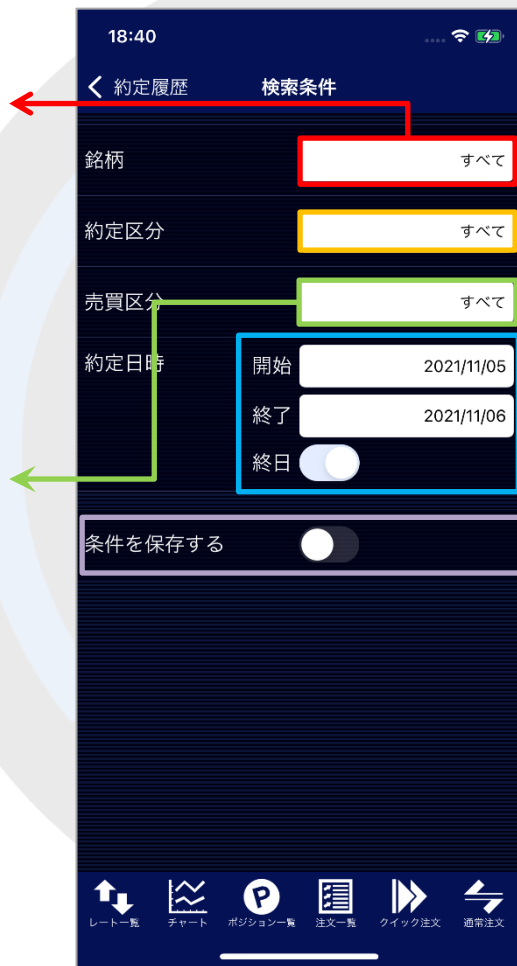 18:40
約定履歴 検索条件
銘柄 すべて
約定区分 すべて
売買区分 すべて
約定日時 開始 2021/11/05
終了 2021/11/06
終日
条件を保存する
レート一覧 チャート ポジション一覧 注文一覧 クイック注文 通常注文